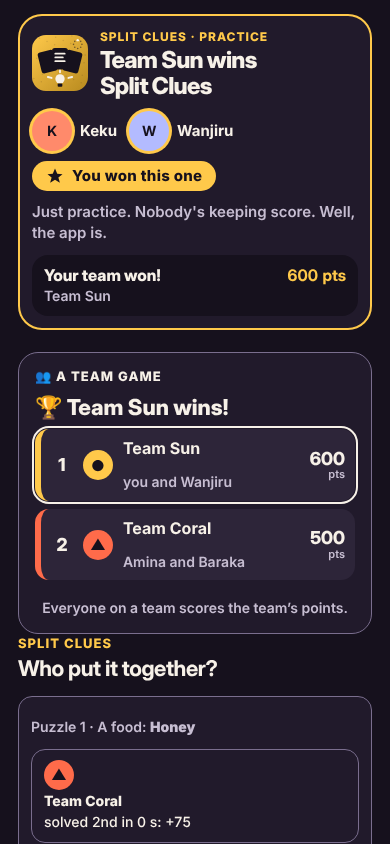 SPLIT CLUES · PRACTICE
Team Sun wins
Split Clues
K Keku W Wanjiru
★ You won this one
Just practice. Nobody's keeping score. Well,
the app is.
Your team won! 600 pts
Team Sun
👥 A TEAM GAME
🏆 Team Sun wins!
1 Team Sun 600
you and Wanjiru pts
2 Team Coral 500
Amina and Baraka pts
Everyone on a team scores the team’s points.
SPLIT CLUES
Who put it together?
Puzzle 1 · A food: Honey
Team Coral
solved 2nd in 0 s: +75